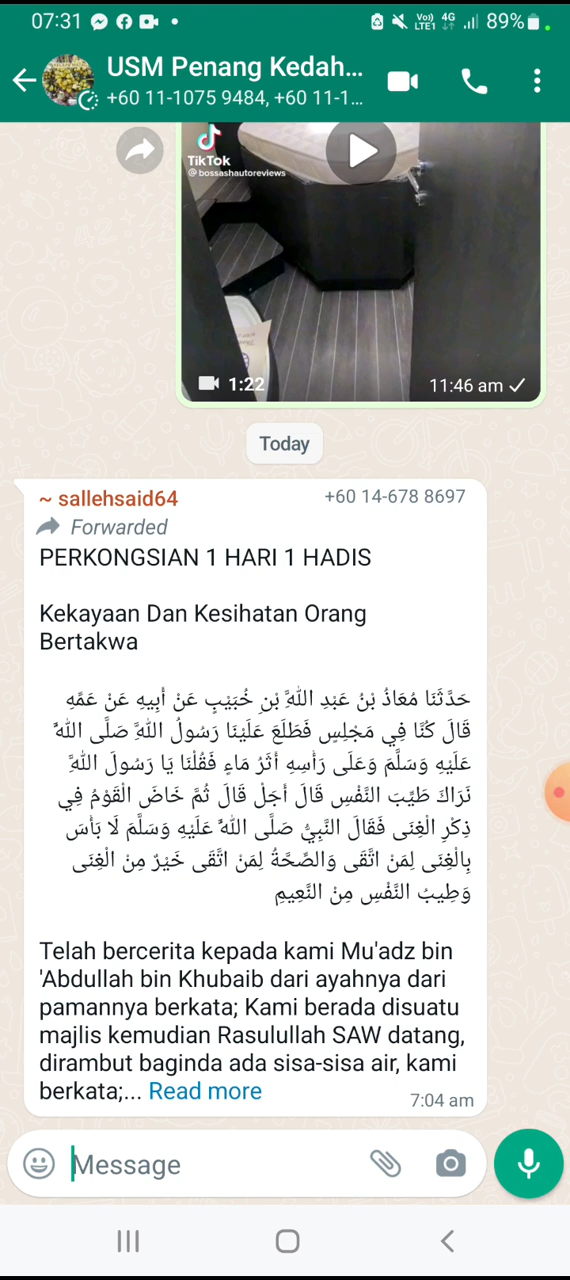 07:31
Vo)) LTE1 4G 89%
USM Penang Kedah...
+60 11-1075 9484, +60 11-1...
TikTok
@bossashautoreviews
1:22
11:46 am
Today
~ sallehsaid64 +60 14-678 8697
Forwarded
PERKONGSIAN 1 HARI 1 HADIS
Kekayaan Dan Kesihatan Orang
Bertakwa
حَدَّثَنَا مُعَاذُ بْنُ عَبْدِ اللَّهِ بْنِ خُبَيْبٍ عَنْ أَبِيهِ عَنْ عَمِّهِ
قَالَ كُنَّا فِي مَجْلِسٍ فَطَلَعَ عَلَيْنَا رَسُولُ اللَّهِ صَلَّى اللَّهُ
عَلَيْهِ وَسَلَّمَ وَعَلَى رَأْسِهِ أَثَرُ مَاءٍ فَقُلْنَا يَا رَسُولَ اللَّهِ
نَرَاكَ طَيِّبَ النَّفْسِ قَالَ أَجَلْ قَالَ ثُمَّ خَاضَ الْقَوْمُ فِي
ذِكْرِ الْغِنَى فَقَالَ النَّبِيُّ صَلَّى اللَّهُ عَلَيْهِ وَسَلَّمَ لَا بَأْسَ
بِالْغِنَى لِمَنْ اتَّقَى وَالصِّحَّةُ لِمَنْ اتَّقَى خَيْرٌ مِنْ الْغِنَى
وَطِيبُ النَّفْسِ مِنْ النَّعِيمِ
Telah bercerita kepada kami Mu'adz bin
'Abdullah bin Khubaib dari ayahnya dari
pamannya berkata; Kami berada disuatu
majlis kemudian Rasulullah SAW datang,
dirambut baginda ada sisa-sisa air, kami
berkata;... Read more
7:04 am
Message